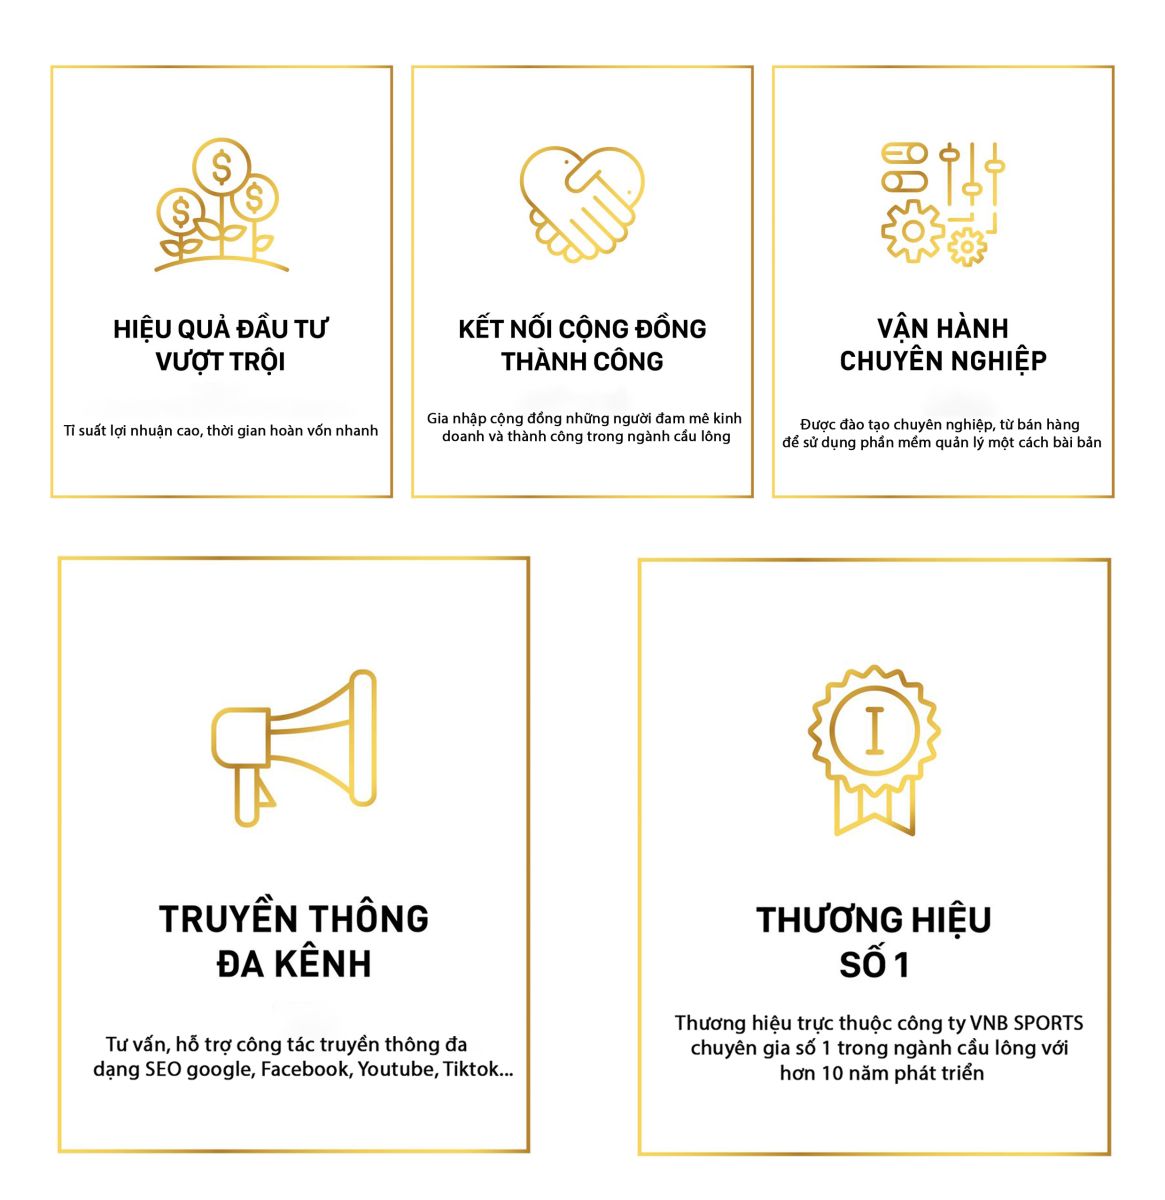 HIỆU QUẢ ĐẦU TƯ
VƯỢT TRỘI
Tỉ suất lợi nhuận cao, thời gian hoàn vốn nhanh
KẾT NỐI CỘNG ĐỒNG
THÀNH CÔNG
Gia nhập cộng đồng những người đam mê kinh
doanh và thành công trong ngành cầu lông
VẬN HÀNH
CHUYÊN NGHIỆP
Được đào tạo chuyên nghiệp, từ bán hàng
để sử dụng phần mềm quản lý một cách bài bản
TRUYỀN THÔNG
ĐA KÊNH
Tư vấn, hỗ trợ công tác truyền thông đa
dạng SEO google, Facebook, Youtube, Tiktok...
I
THƯƠNG HIỆU
SỐ 1
Thương hiệu trực thuộc công ty VNB SPORTS
chuyên gia số 1 trong ngành cầu lông với
hơn 10 năm phát triển